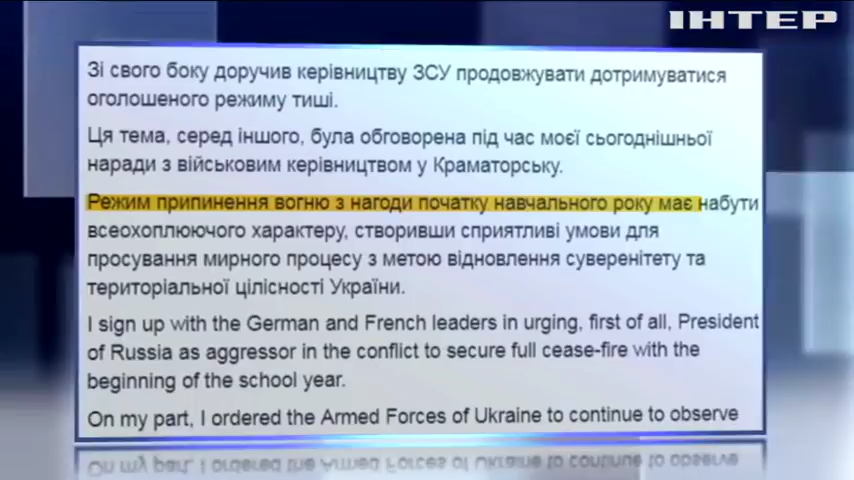 ІНТЕР
Зі свого боку доручив керівництву ЗСУ продовжувати дотримуватися
оголошеного режиму тиші.
Ця тема, серед іншого, була обговорена під час моєї сьогоднішньої
наради з військовим керівництвом у Краматорську.
Режим припинення вогню з нагоди початку навчального року має набути
всеохоплюючого характеру, створивши сприятливі умови для
просування мирного процесу з метою відновлення суверенітету та
територіальної цілісності України.
I sign up with the German and French leaders in urging, first of all, President
of Russia as aggressor in the conflict to secure full cease-fire with the
beginning of the school year.
On my part, I ordered the Armed Forces of Ukraine to continue to observe